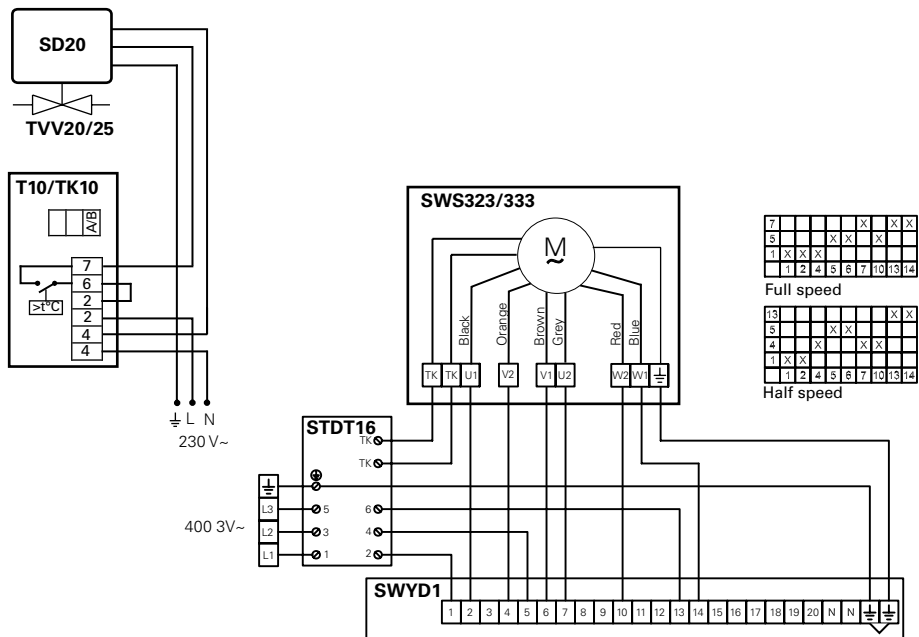 SD20
TVV20/25
T10/TK10
A/B
7
6
2
2
4
4
>t°C
L N
230 V~
SWS323/333
M
~
Black
Orange
Brown
Grey
Red
Blue
TK TK U1 V2 V1 U2 W2 W1
STDT16
TK
TK
L3 5 6
L2 3 4
L1 1 2
400 3V~
SWYD1
1 2 3 4 5 6 7 8 9 10 11 12 13 14 15 16 17 18 19 20 N N
7 X X X
5 X X X
1 X X X
1 2 4 5 6 7 10 13 14
Full speed
13 X X
5 X X
4 X X X
1 X X
1 2 4 5 6 7 10 13 14
Half speed